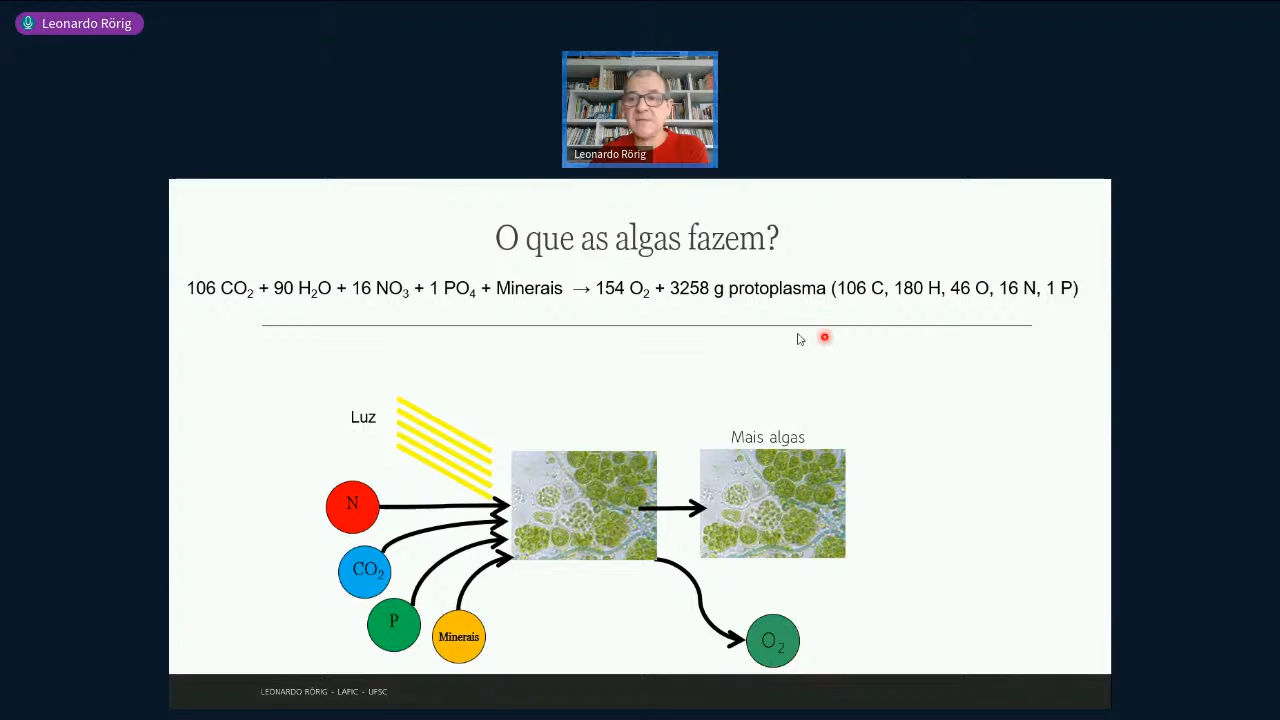 Leonardo Rörig
Leonardo Rörig
O que as algas fazem?
106 CO₂ + 90 H₂O + 16 NO₃ + 1 PO₄ + Minerais → 154 O₂ + 3258 g protoplasma (106 C, 180 H, 46 O, 16 N, 1 P)
Luz
Mais algas
N
CO₂
P
Minerais
O₂
LEONARDO RÖRIG - LAFIC - UFSC